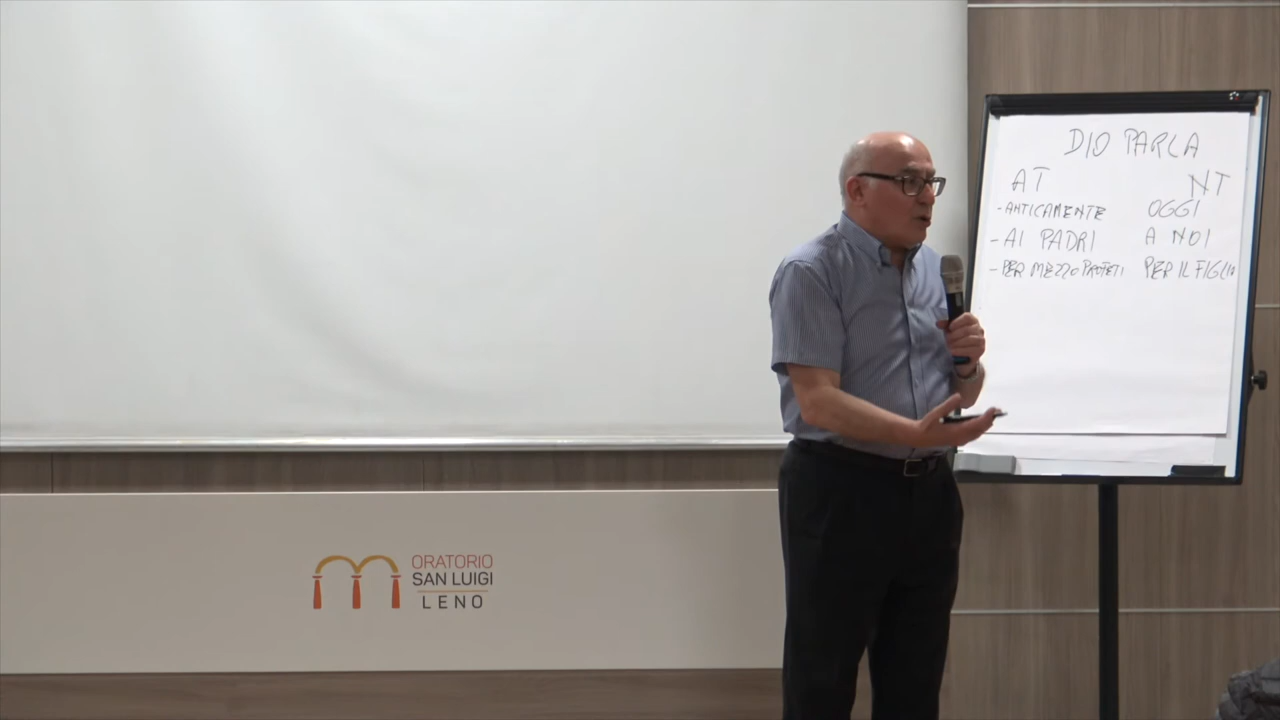 DIO PARLA
AT NT
- ANTICAMENTE OGGI
- AI PADRI A NOI
- PER MEZZO PROFETI PER IL FIGLIO
ORATORIO
SAN LUIGI
LENO